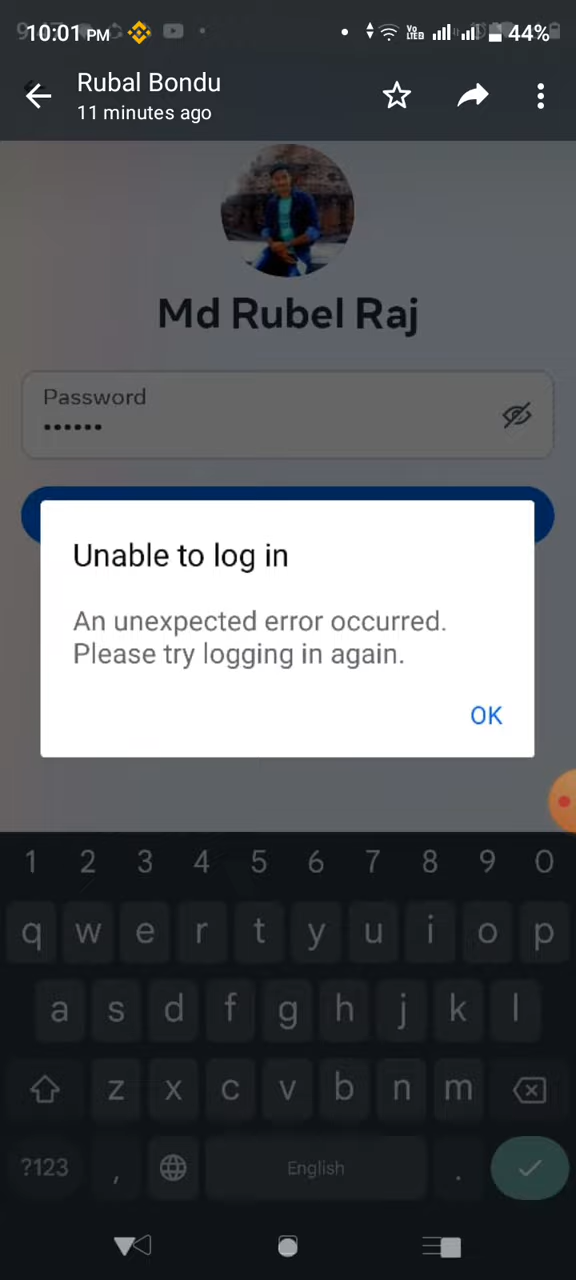 10:01 PM
Vo
LTED
44%
Rubal Bondu
11 minutes ago
Md Rubel Raj
Password
••••••
Unable to log in
An unexpected error occurred.
Please try logging in again.
OK
1 2 3 4 5 6 7 8 9 0
q w e r t y u i o p
a s d f g h j k l
z x c v b n m
?123 , English .